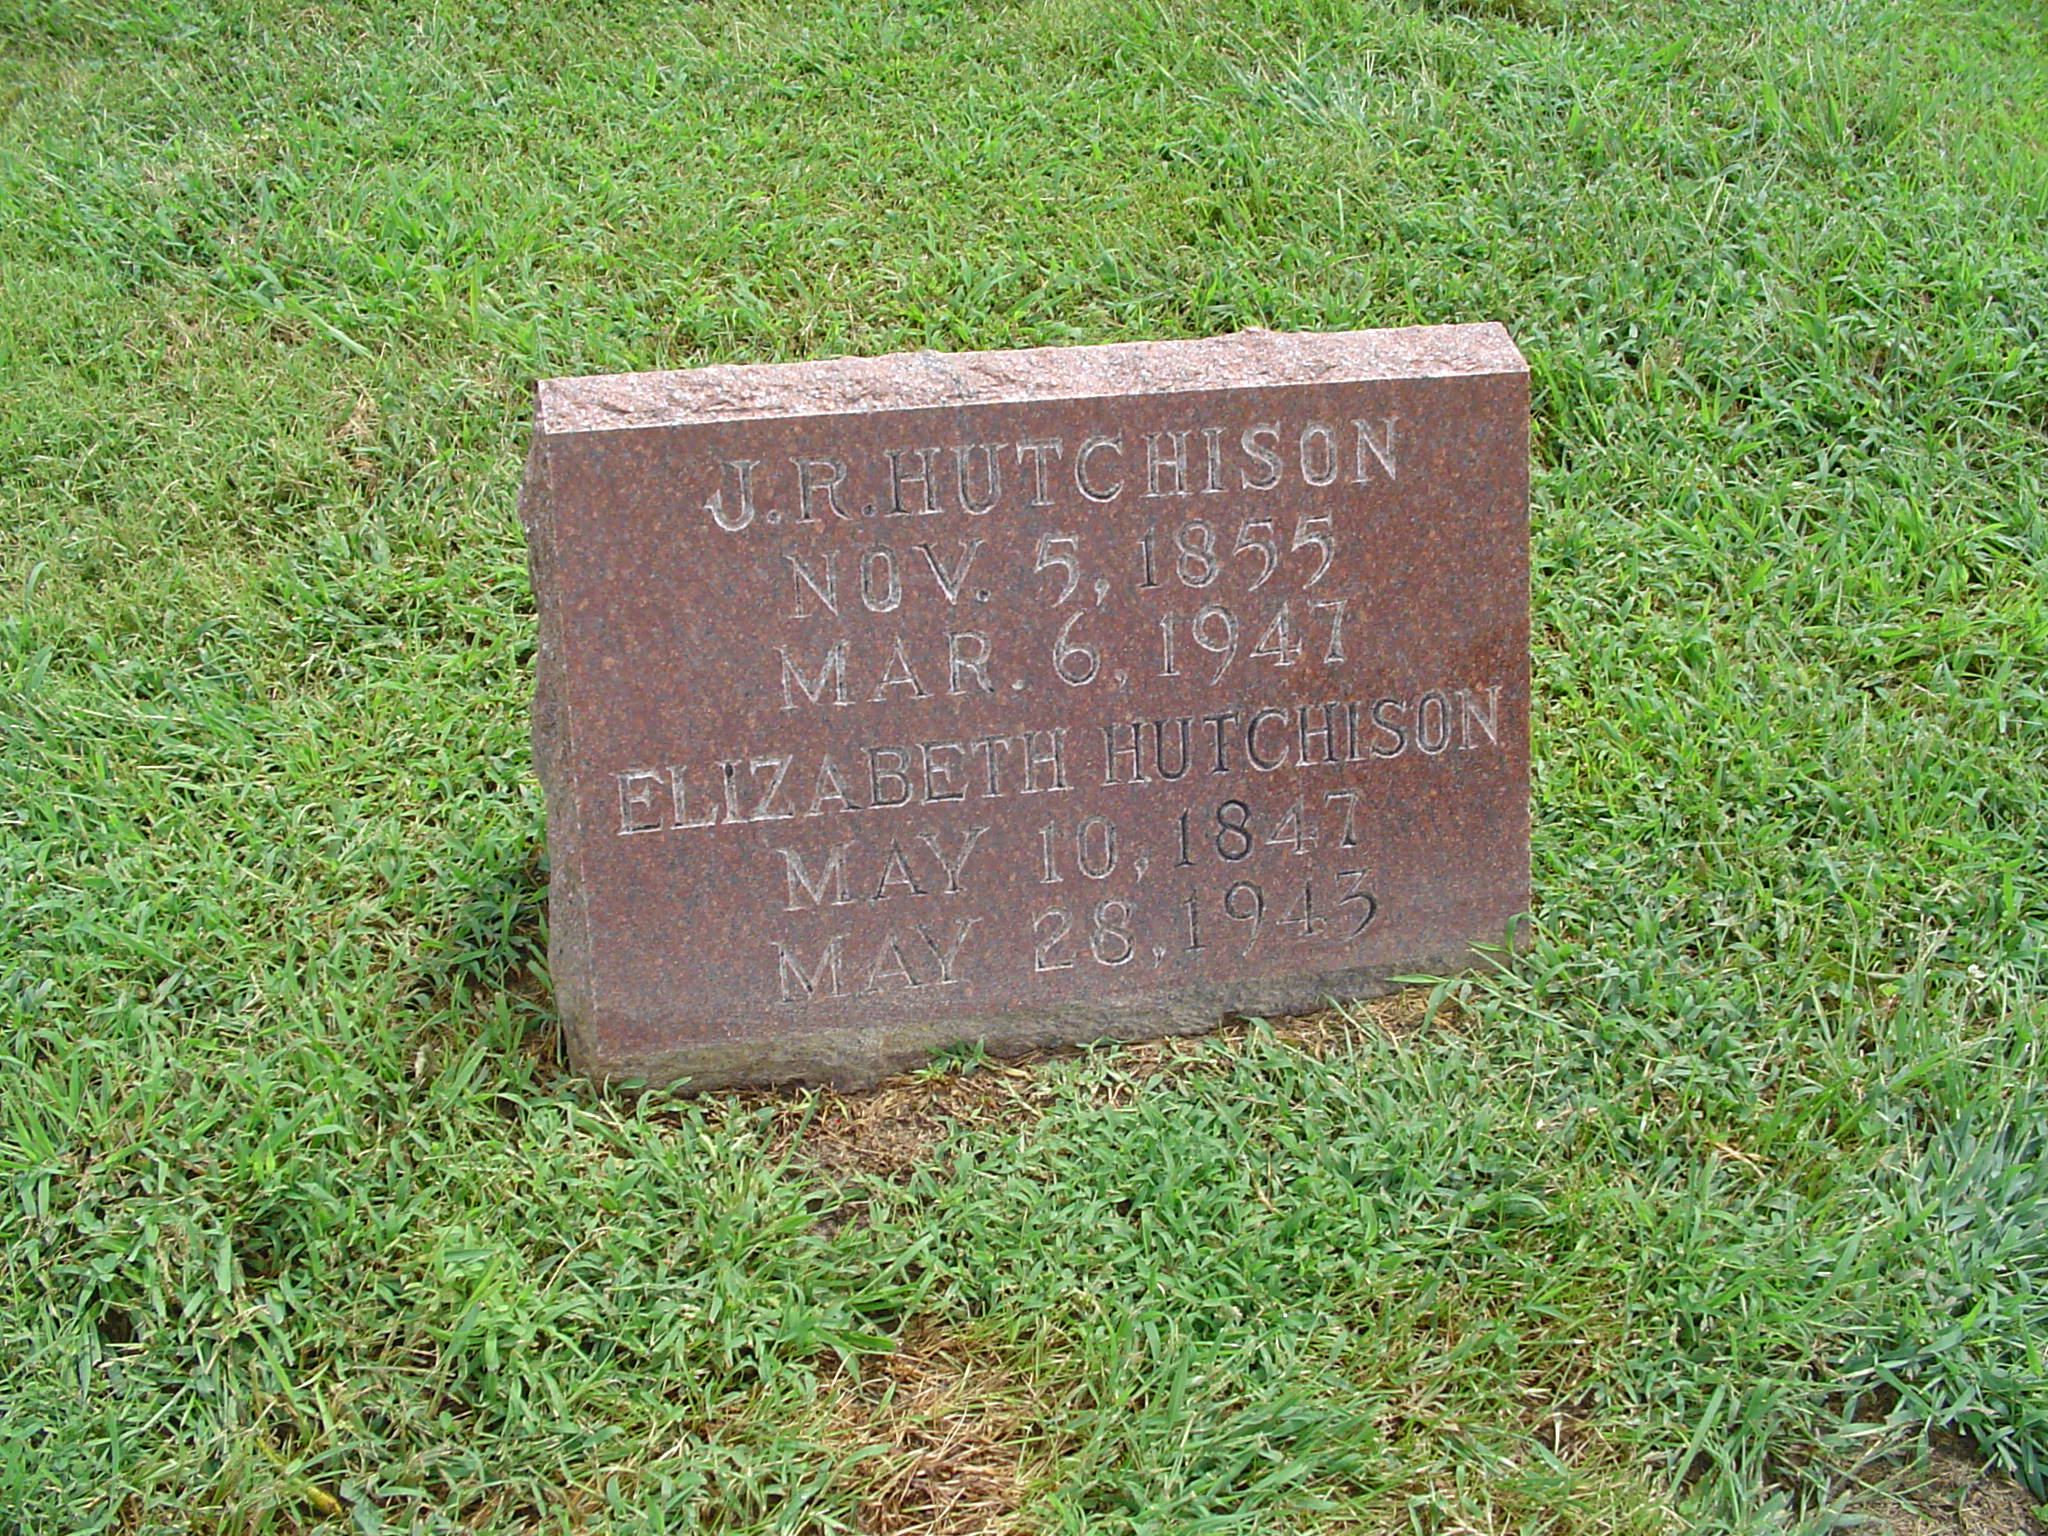 J.R. HUTCHISON
NOV. 5, 1855
MAR. 6, 1947
ELIZABETH HUTCHISON
MAY 10, 1847
MAY 28, 1943